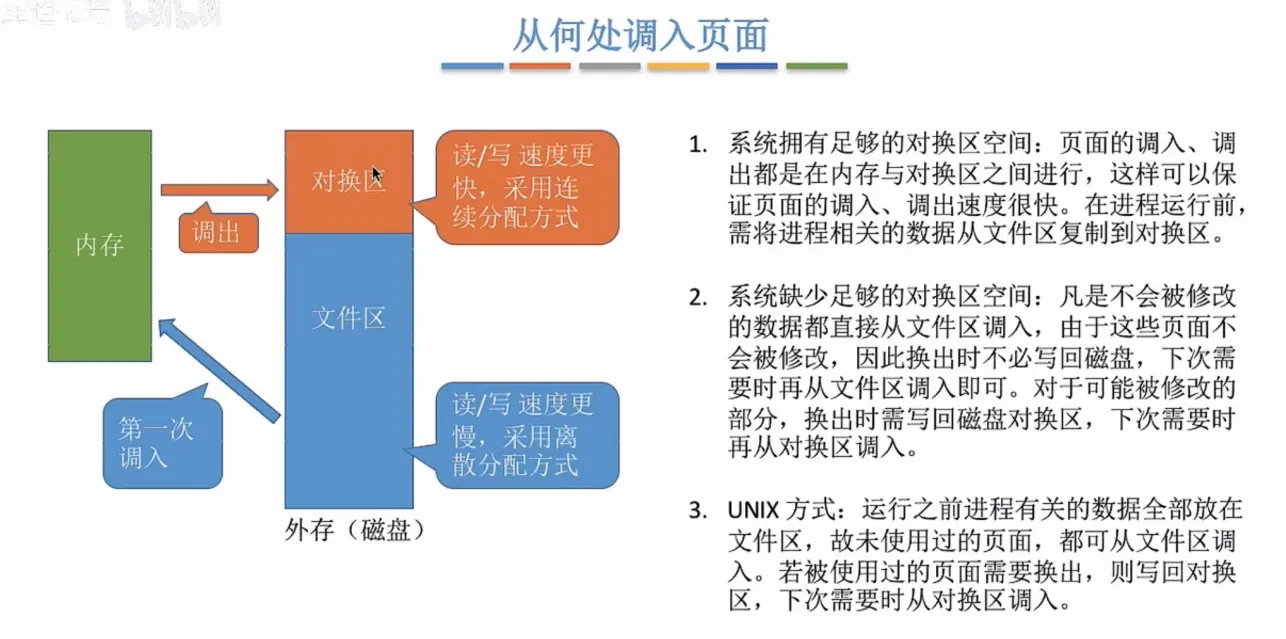 从何处调入页面
内存
调出
第一次
调入
对换区
文件区
外存（磁盘）
读/写 速度更
快，采用连
续分配方式
读/写 速度更
慢，采用离
散分配方式
1. 系统拥有足够的对换区空间：页面的调入、调
出都是在内存与对换区之间进行，这样可以保
证页面的调入、调出速度很快。在进程运行前，
需将进程相关的数据从文件区复制到对换区。
2. 系统缺少足够的对换区空间：凡是不会被修改
的数据都直接从文件区调入，由于这些页面不
会被修改，因此换出时不必写回磁盘，下次需
要时再从文件区调入即可。对于可能被修改的
部分，换出时需写回磁盘对换区，下次需要时
再从对换区调入。
3. UNIX 方式：运行之前进程有关的数据全部放在
文件区，故未使用过的页面，都可从文件区调
入。若被使用过的页面需要换出，则写回对换
区，下次需要时从对换区调入。